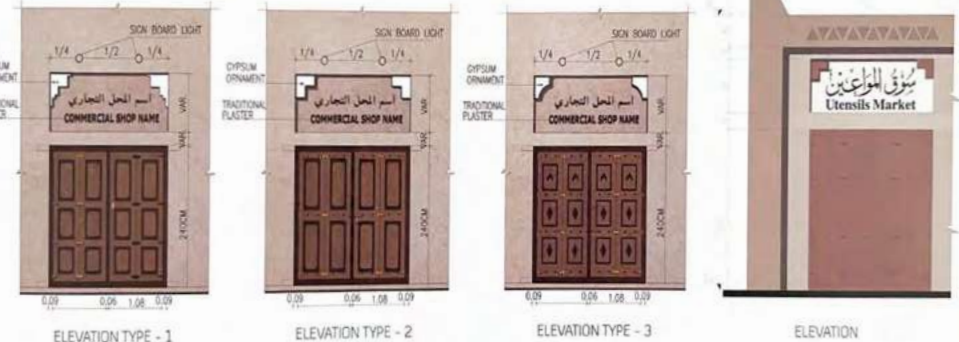 SIGN BOARD LIGHT
1/4 1/2 1/4
اسم المحل التجاري
COMMERCIAL SHOP NAME
VAR.
VAR.
240CM
0,09 0,06 1,08 0,09
ELEVATION TYPE - 1
SIGN BOARD LIGHT
1/4 1/2 1/4
GYPSUM
ORNAMENT
TRADITIONAL
PLASTER
اسم المحل التجاري
COMMERCIAL SHOP NAME
VAR.
VAR.
240CM
0,09 0,06 1,08 0,09
ELEVATION TYPE - 2
SIGN BOARD LIGHT
1/4 1/2 1/4
GYPSUM
ORNAMENT
TRADITIONAL
PLASTER
اسم المحل التجاري
COMMERCIAL SHOP NAME
VAR.
VAR.
240CM
0,09 0,06 1,08 0,09
ELEVATION TYPE - 3
سوق المواعين
Utensils Market
ELEVATION